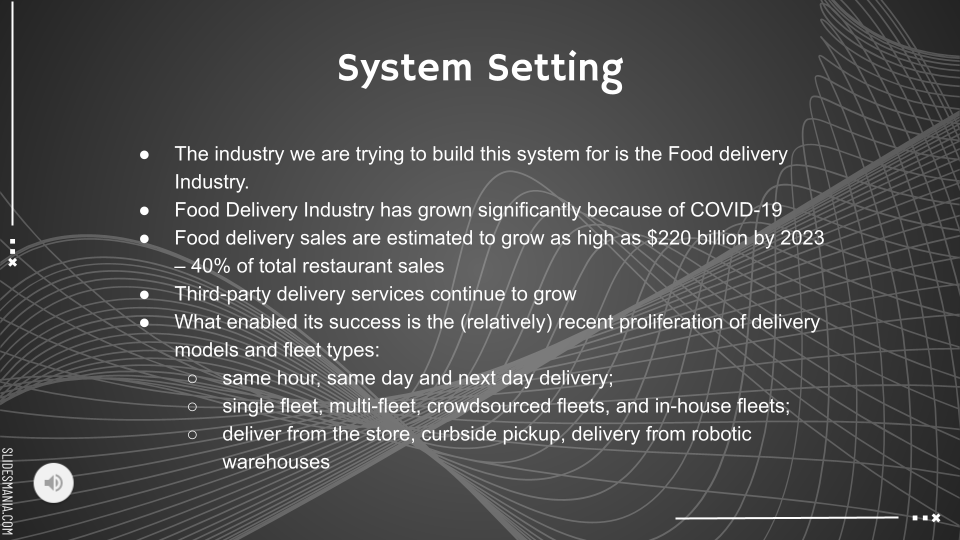 System Setting
● The industry we are trying to build this system for is the Food delivery
Industry.
● Food Delivery Industry has grown significantly because of COVID-19
● Food delivery sales are estimated to grow as high as $220 billion by 2023
– 40% of total restaurant sales
● Third-party delivery services continue to grow
● What enabled its success is the (relatively) recent proliferation of delivery
models and fleet types:
○ same hour, same day and next day delivery;
○ single fleet, multi-fleet, crowdsourced fleets, and in-house fleets;
○ deliver from the store, curbside pickup, delivery from robotic
warehouses
SLIDESMANIA.COM